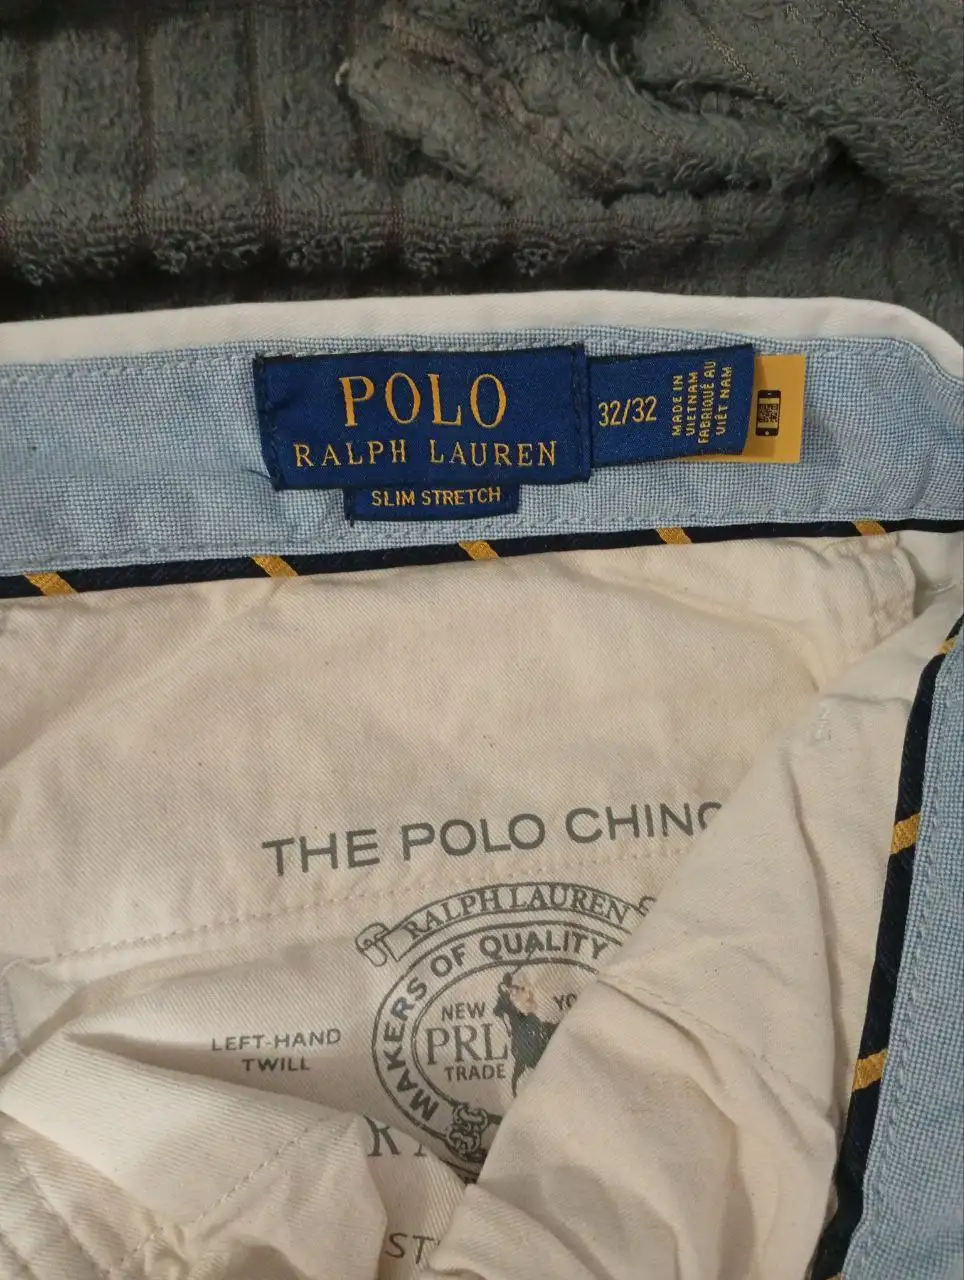 POLO
RALPH LAUREN
SLIM STRETCH
32/32
MADE IN
VIETNAM
FABRIQUÉ AU
VIÊT NAM
THE POLO CHINO
RALPH LAUREN
MAKERS OF QUALITY
NEW
PRL
TRADE
LEFT-HAND
TWILL